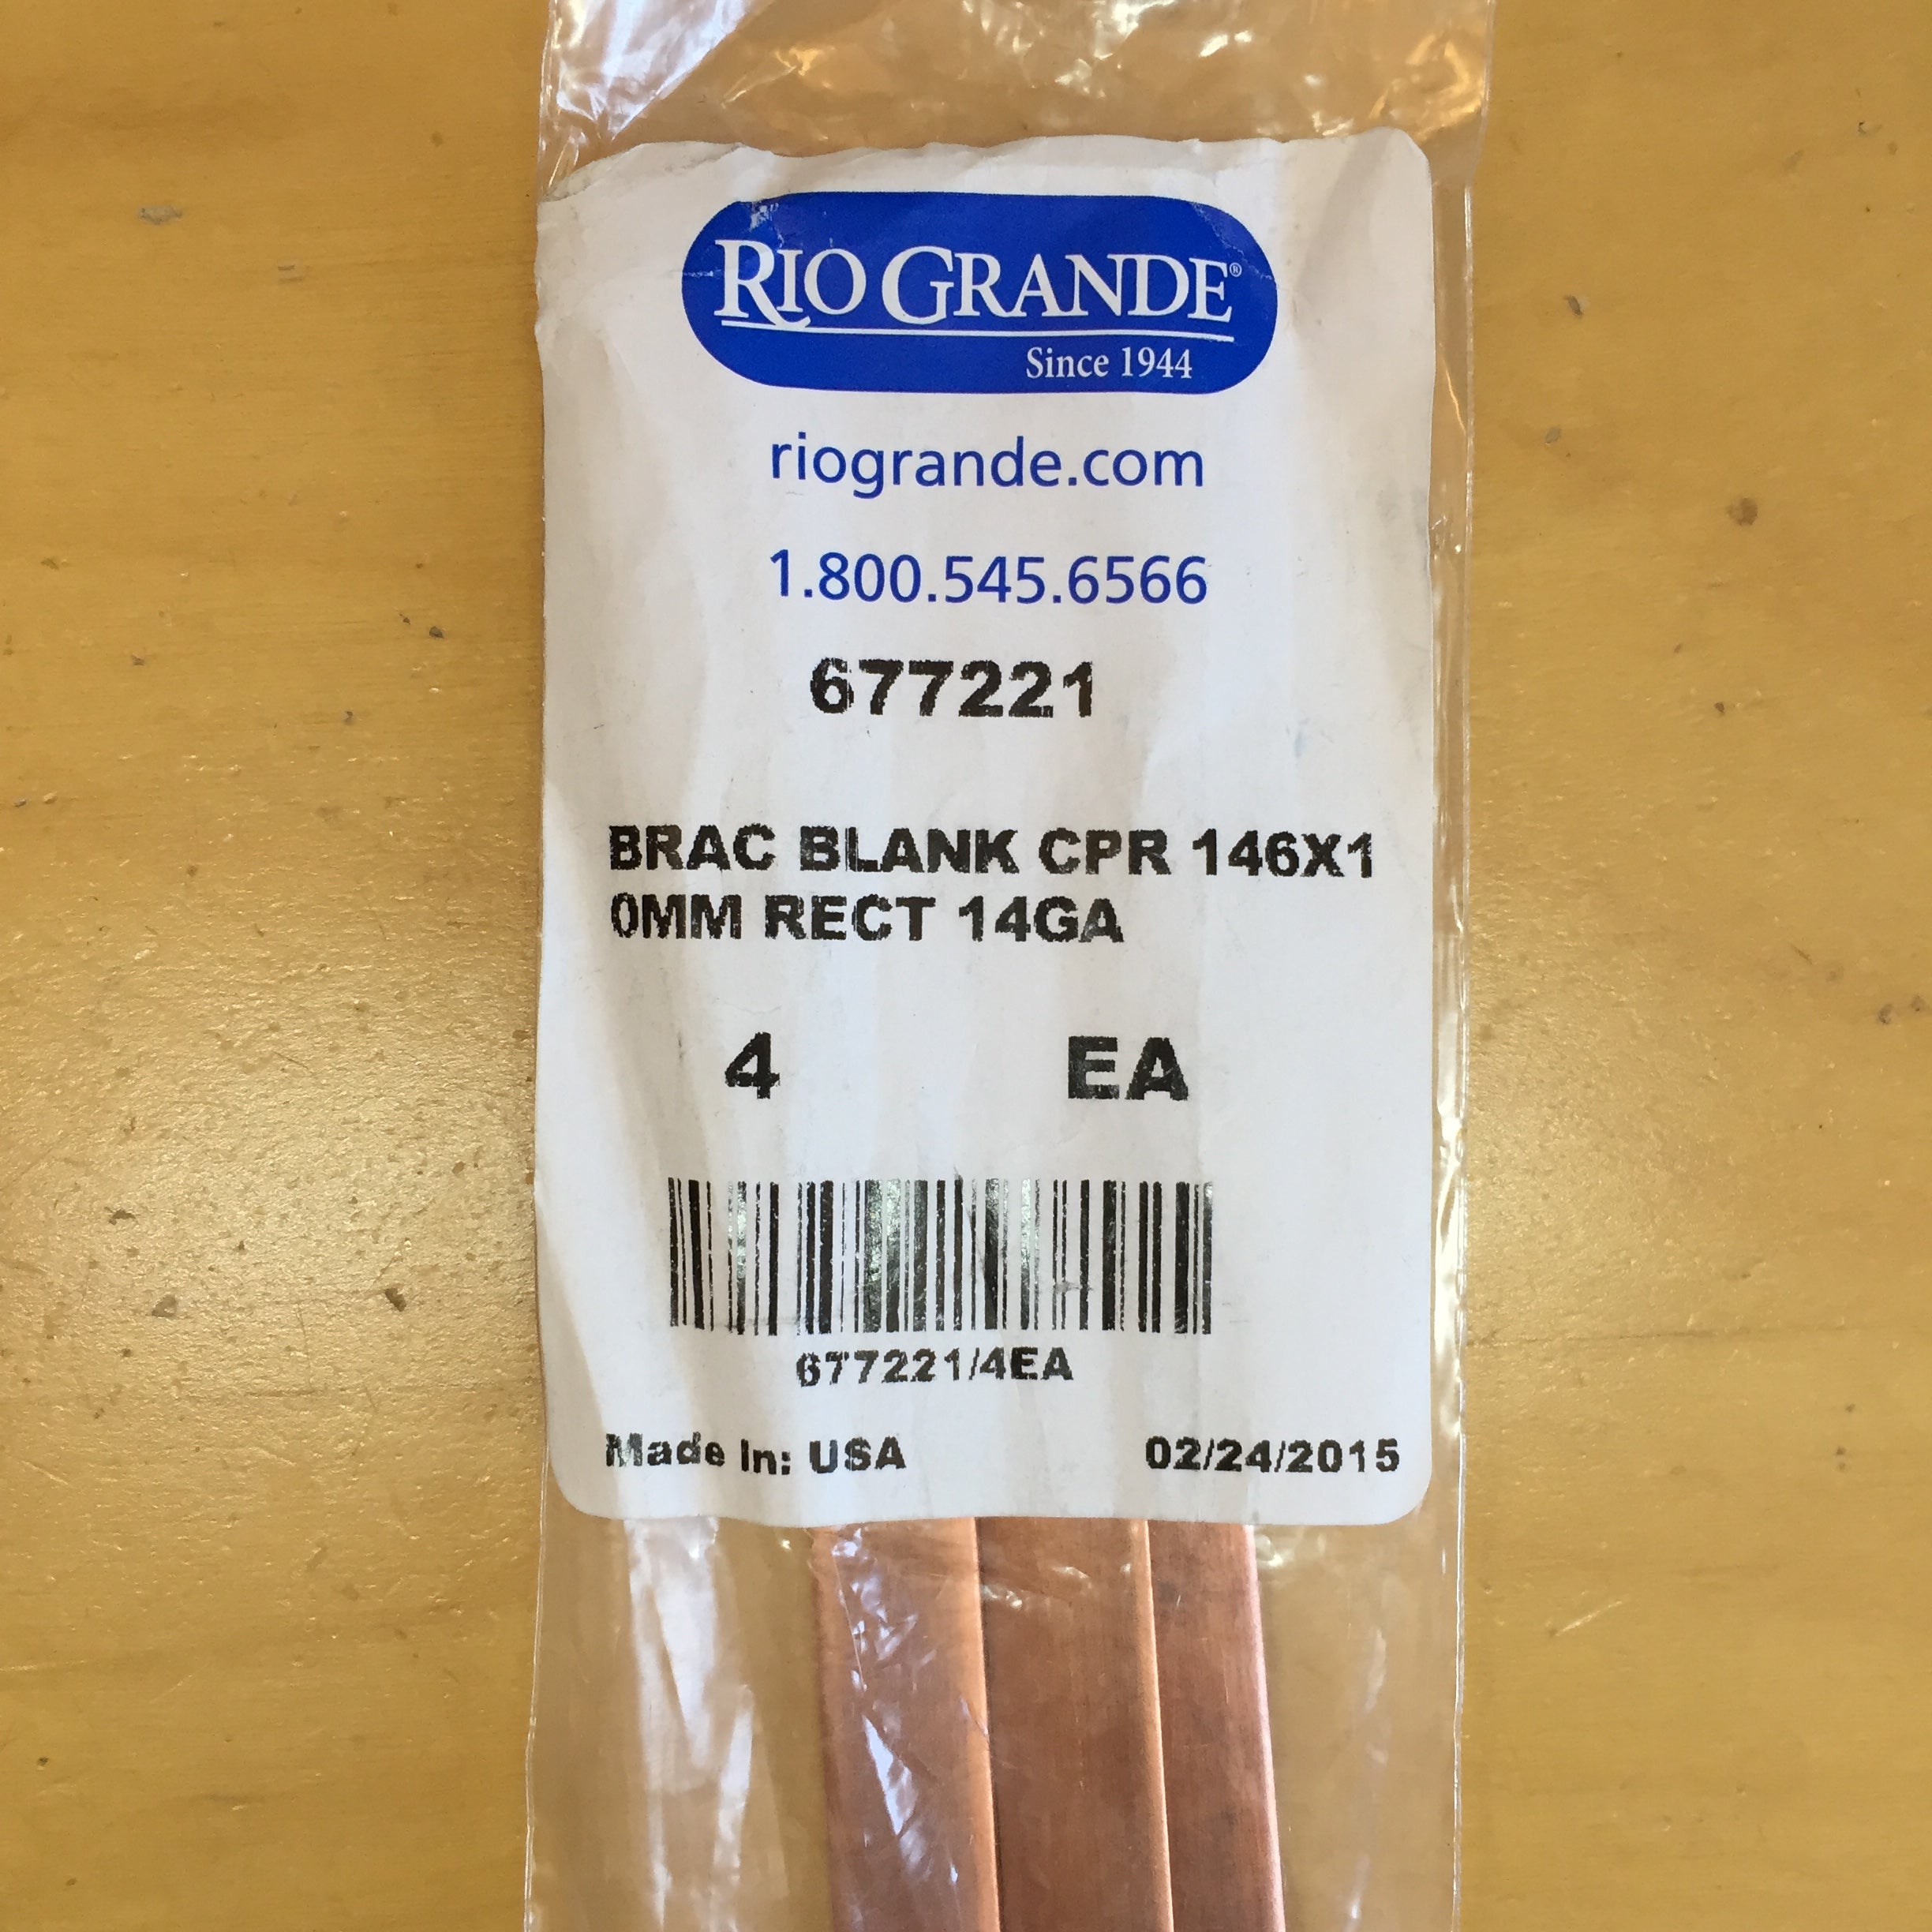 RIO GRANDE®
Since 1944
riogrande.com
1.800.545.6566
677221
BRAC BLANK CPR 146X1
0MM RECT 14GA
4 EA
677221/4EA
Made In: USA 02/24/2015